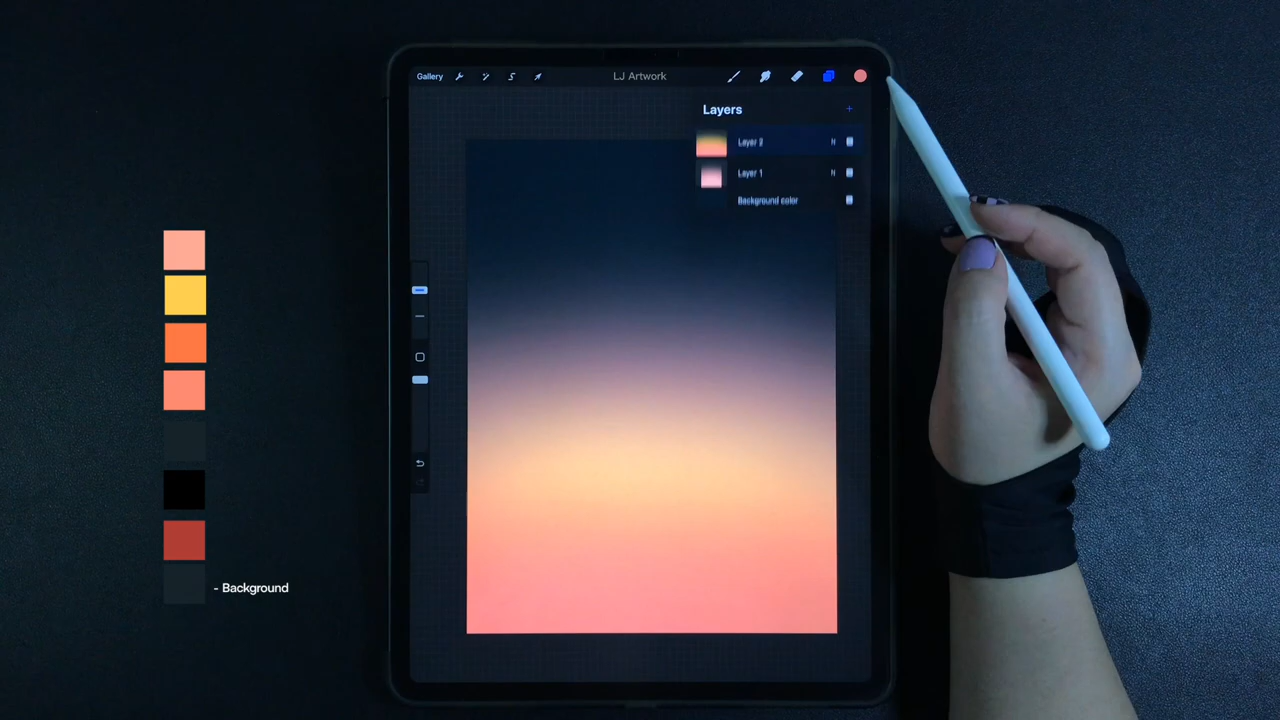 Gallery
LJ Artwork
Layers
Layer 2 N
Layer 1 N
Background color
- Background